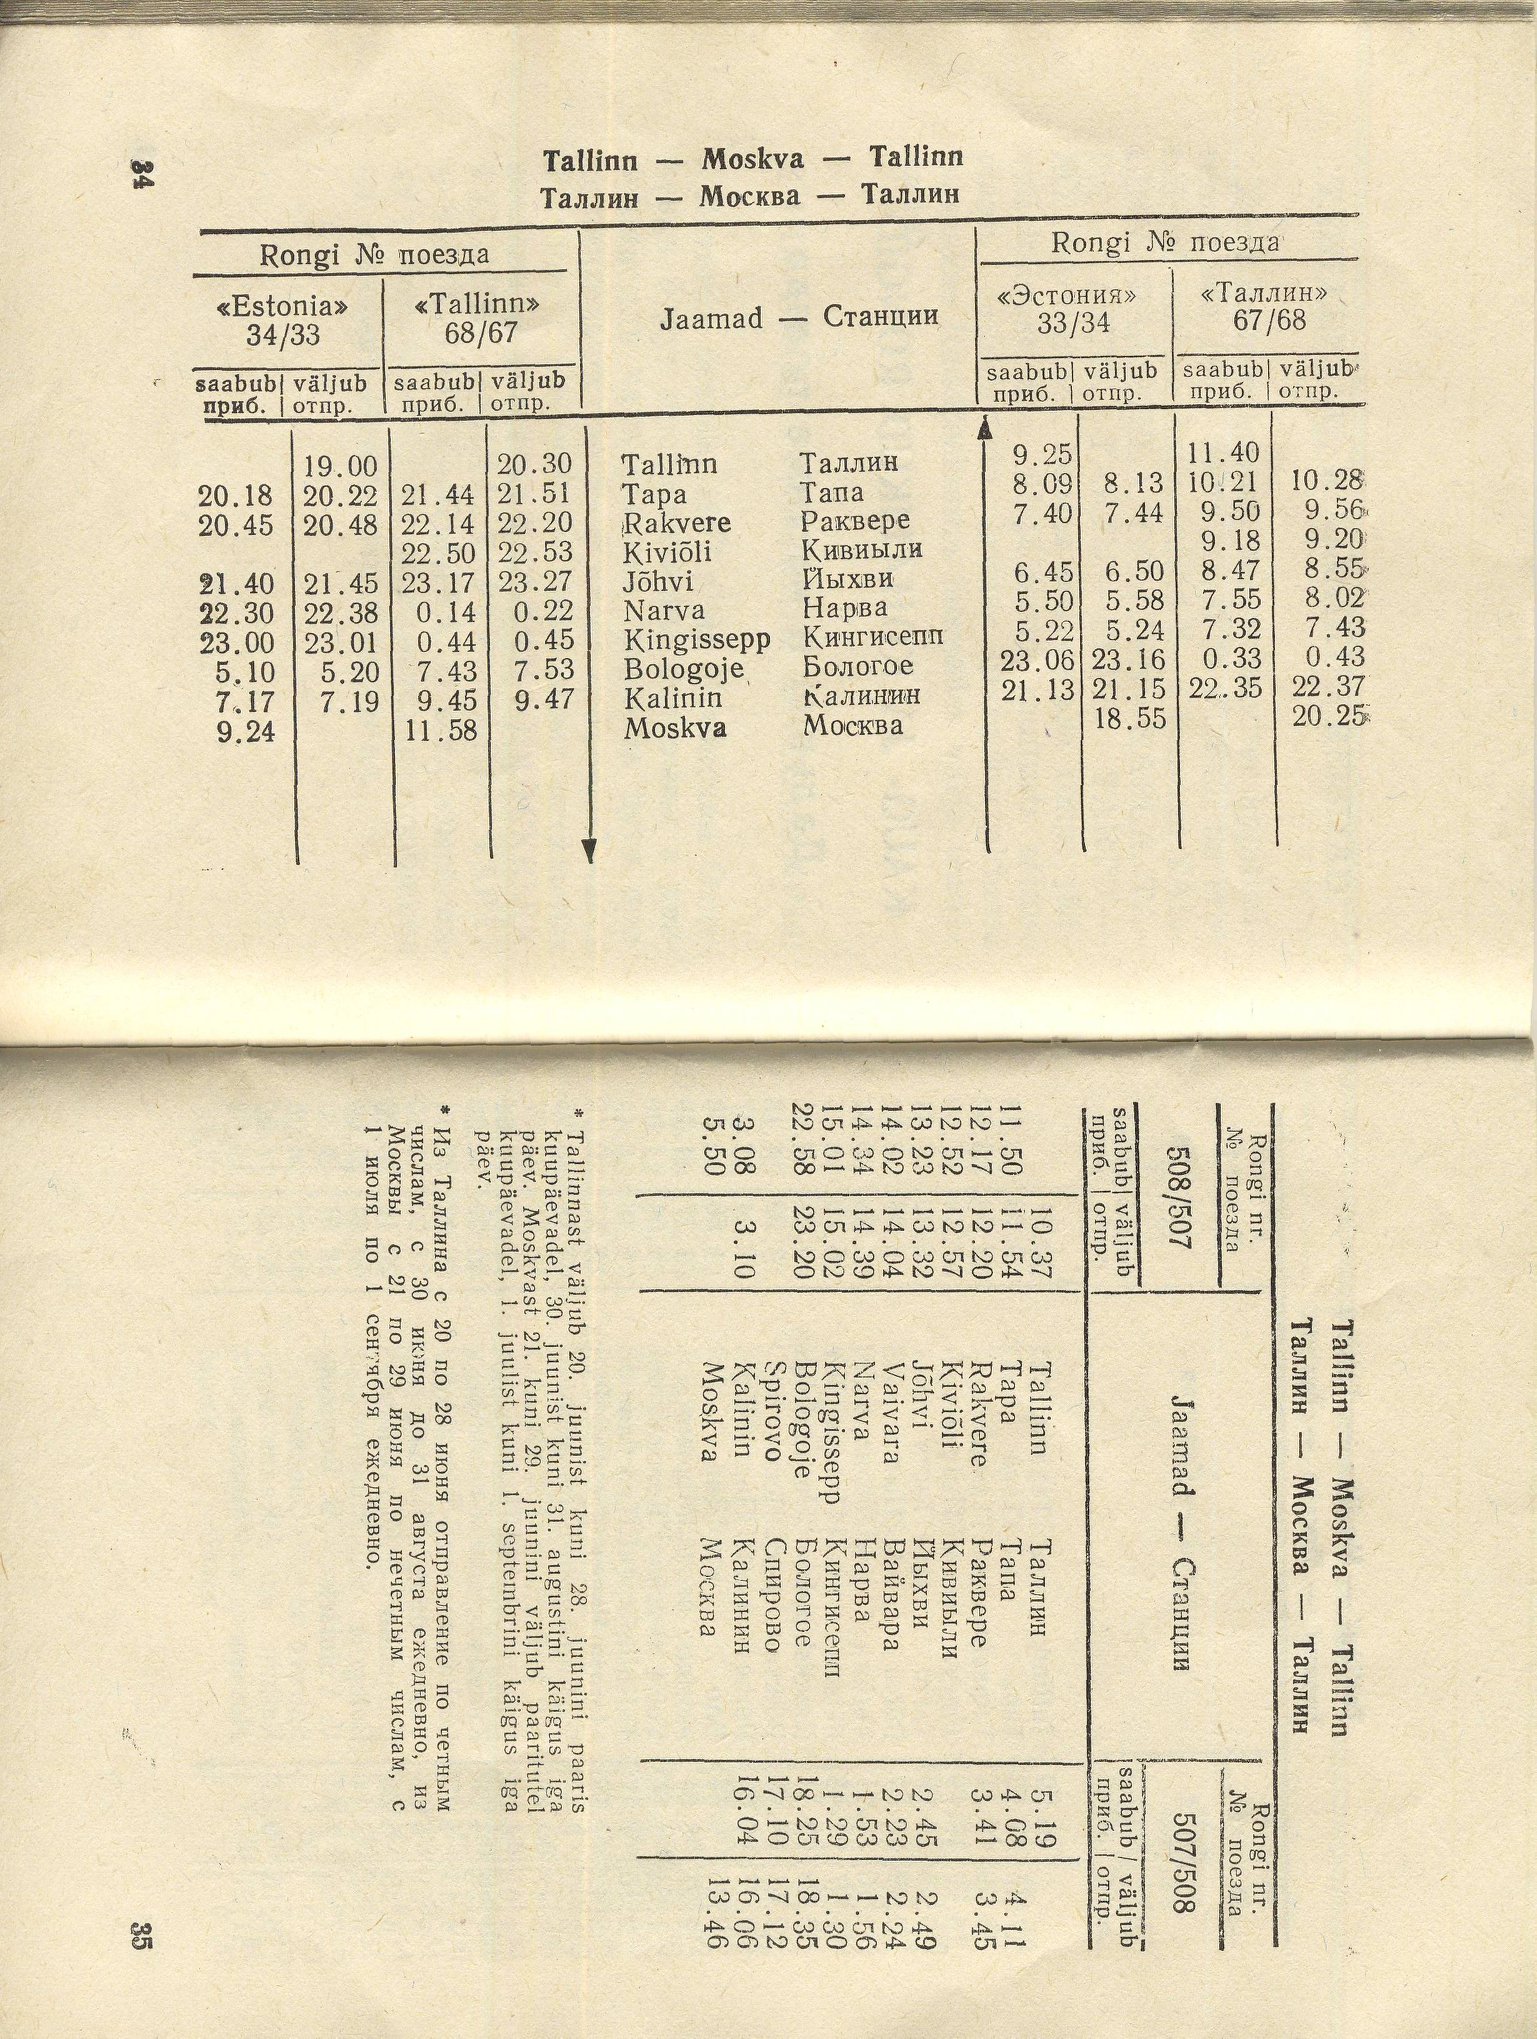 34
Tallinn — Moskva — Tallinn
Таллин — Москва — Таллин
Rongi № поезда Rongi № поезда
«Estonia» «Tallinn» Jaamad — Станции «Эстония» «Таллин»
34/33 68/67 33/34 67/68
saabub väljub saabub väljub saabub väljub saabub väljub
приб. отпр. приб. отпр. приб. отпр. приб. отпр.
19.00 20.30 Tallinn Таллин 9.25 11.40
20.18 20.22 21.44 21.51 Tapa Тапа 8.09 8.13 10.21 10.28
20.45 20.48 22.14 22.20 Rakvere Раквере 7.40 7.44 9.50 9.56
22.50 22.53 Kiviõli Кивиыли 9.18 9.20
21.40 21.45 23.17 23.27 Jõhvi Йыхви 6.45 6.50 8.47 8.55
22.30 22.38 0.14 0.22 Narva Нарва 5.50 5.58 7.55 8.02
23.00 23.01 0.44 0.45 Kingissepp Кингисепп 5.22 5.24 7.32 7.43
5.10 5.20 7.43 7.53 Bologoje Бологое 23.06 23.16 0.33 0.43
7.17 7.19 9.45 9.47 Kalinin Калинин 21.13 21.15 22.35 22.37
9.24 11.58 Moskva Москва 18.55 20.25
Tallinn — Moskva — Tallinn
Таллин — Москва — Таллин
Rongi nr. Rongi nr.
№ поезда № поезда
508/507 Jaamad — Станции 507/508
saabub väljub saabub väljub
приб. отпр. приб. отпр.
10.37 Tallinn Таллин 5.19
11.50 11.54 Tapa Тапа 4.08 4.11
12.17 12.20 Rakvere Раквере 3.41 3.45
12.52 12.57 Kiviõli Кивиыли
13.23 13.32 Jõhvi Йыхви 2.45 2.49
14.02 14.04 Vaivara Вайвара 2.23 2.24
14.34 14.39 Narva Нарва 1.53 1.56
15.01 15.02 Kingissepp Кингисепп 1.29 1.30
22.58 23.20 Bologoje Бологое 18.25 18.35
Spirovo Спирово 17.10 17.12
3.08 3.10 Kalinin Калинин 16.04 16.06
5.50 Moskva Москва 13.46
* Tallinnast väljub 20. juunist kuni 28. juunini paaris
kuupäevadel, 30. juunist kuni 31. augustini käigus iga
päev. Moskvast 21. kuni 29. juunini väljub paaritutel
kuupäevadel, 1. juulist kuni 1. septembrini käigus iga
päev.
* Из Таллина с 20 по 28 июня отправление по четным
числам, с 30 июня до 31 августа ежедневно, из
Москвы с 21 по 29 июня по нечетным числам, с
1 июля по 1 сентября ежедневно.
35